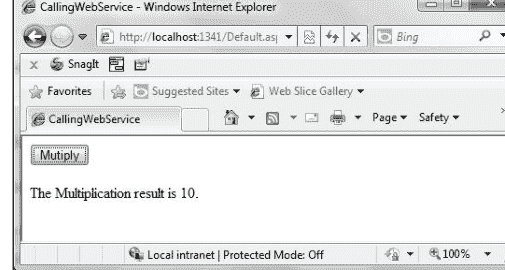 CallingWebService - Windows Internet Explorer
http://localhost:1341/Default.asp
Bing
x SnagIt
Favorites Suggested Sites Web Slice Gallery
CallingWebService Page Safety
Mutiply
The Multiplication result is 10.
Local intranet | Protected Mode: Off 100%